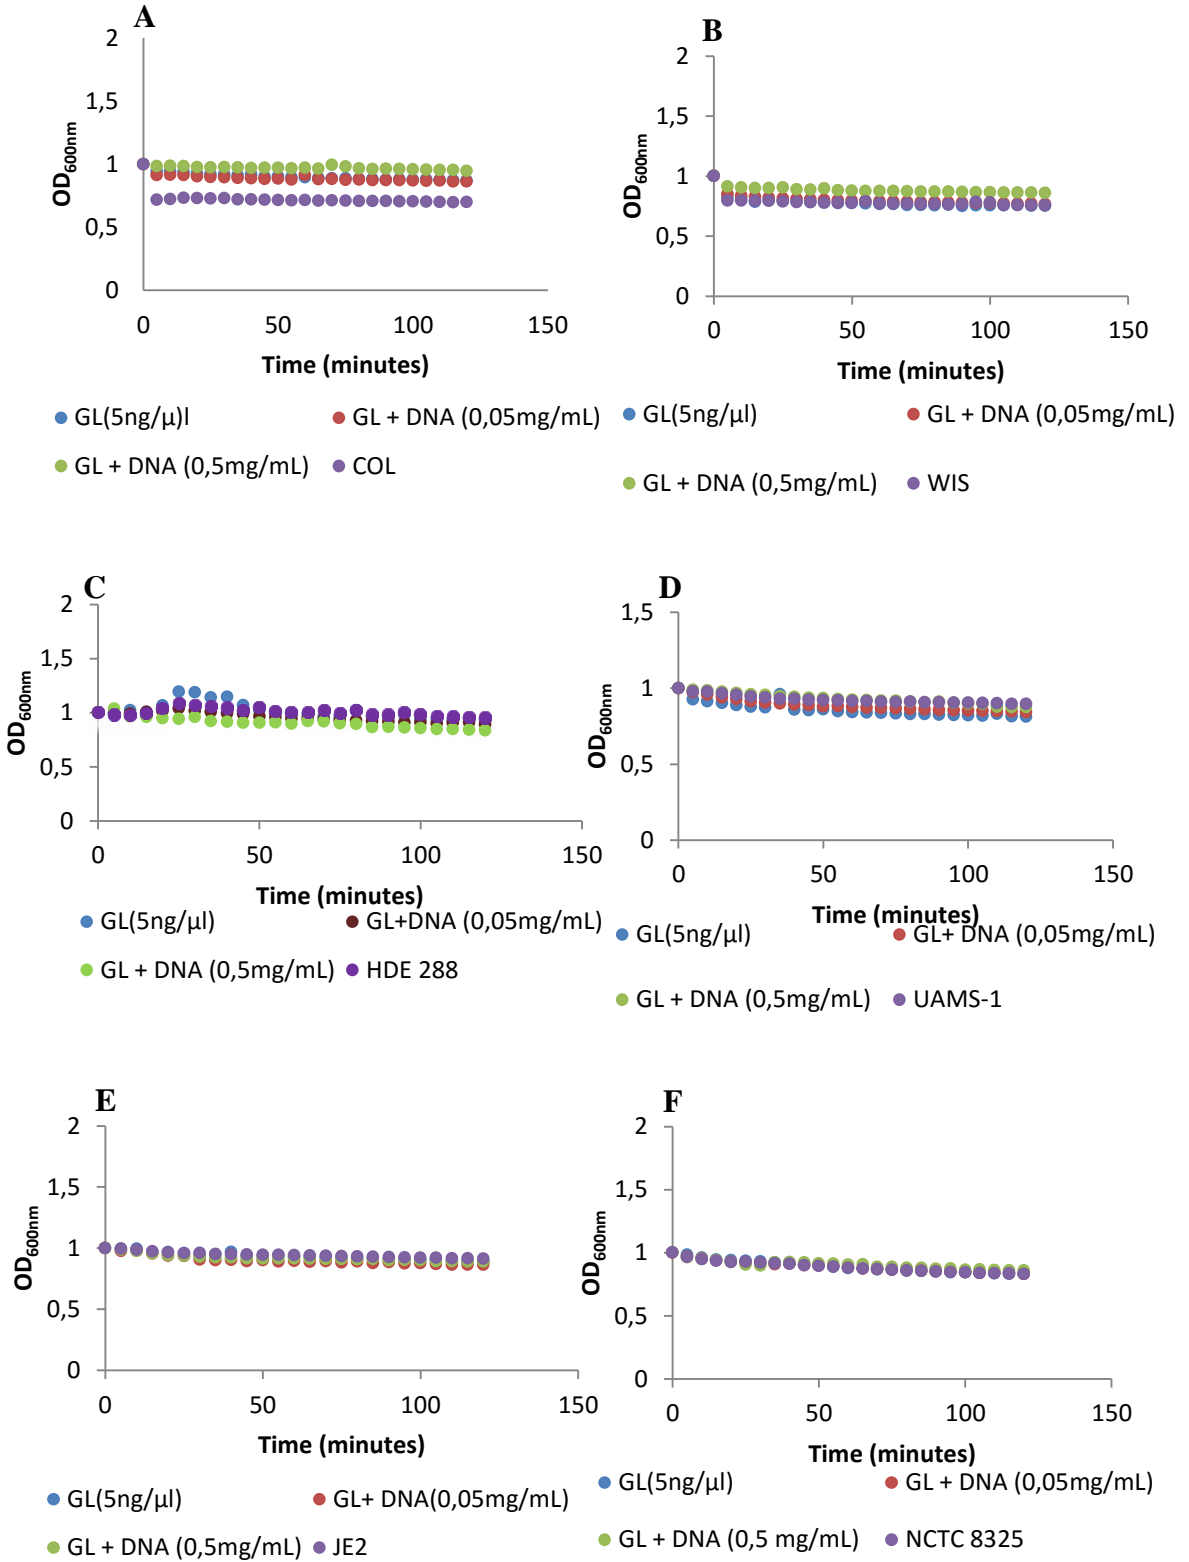 A
2
1,5
1
0,5
0
OD600nm
0 50 100 150
Time (minutes)
GL(5ng/µ)l GL + DNA (0,05mg/mL)
GL + DNA (0,5mg/mL) COL
B
2
1,5
1
0,5
0
OD600nm
0 50 100 150
Time (minutes)
GL(5ng/µl) GL + DNA (0,05mg/mL)
GL + DNA (0,5mg/mL) WIS
C
2
1,5
1
0,5
0
OD600nm
0 50 100 150
Time (minutes)
GL(5ng/µl) GL+DNA (0,05mg/mL)
GL + DNA (0,5mg/mL) HDE 288
D
1,5
1
0,5
0
OD600nm
0 50 100 150
Time (minutes)
GL(5ng/µl) GL+ DNA (0,05mg/mL)
GL + DNA (0,5mg/mL) UAMS-1
E
2
1,5
1
0,5
0
OD600nm
0 50 100 150
Time (minutes)
GL(5ng/µl) GL+ DNA(0,05mg/mL)
GL + DNA (0,5mg/mL) JE2
F
2
1,5
1
0,5
0
OD600nm
0 50 100 150
Time (minutes)
GL(5ng/µl) GL + DNA (0,05mg/mL)
GL + DNA (0,5 mg/mL) NCTC 8325